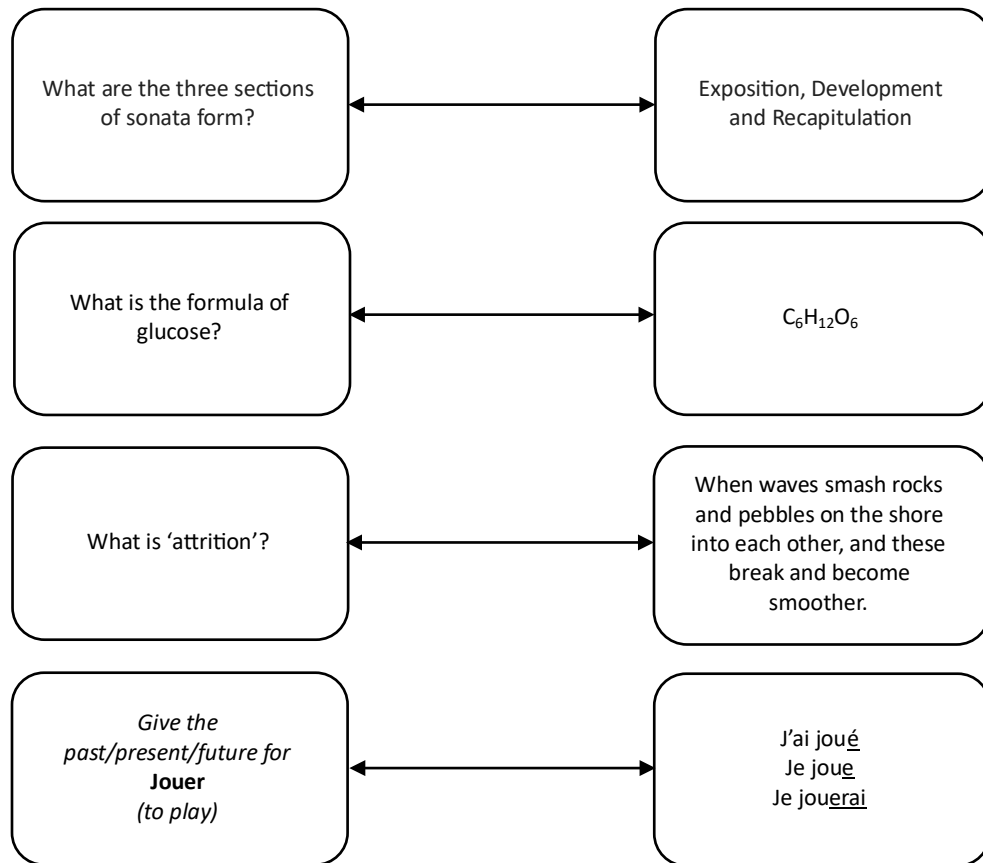 What are the three sections
of sonata form?
Exposition, Development
and Recapitulation
What is the formula of
glucose?
C₆H₁₂O₆
What is ‘attrition’?
When waves smash rocks
and pebbles on the shore
into each other, and these
break and become
smoother.
Give the
past/present/future for
Jouer
(to play)
J’ai joué
Je joue
Je jouerai